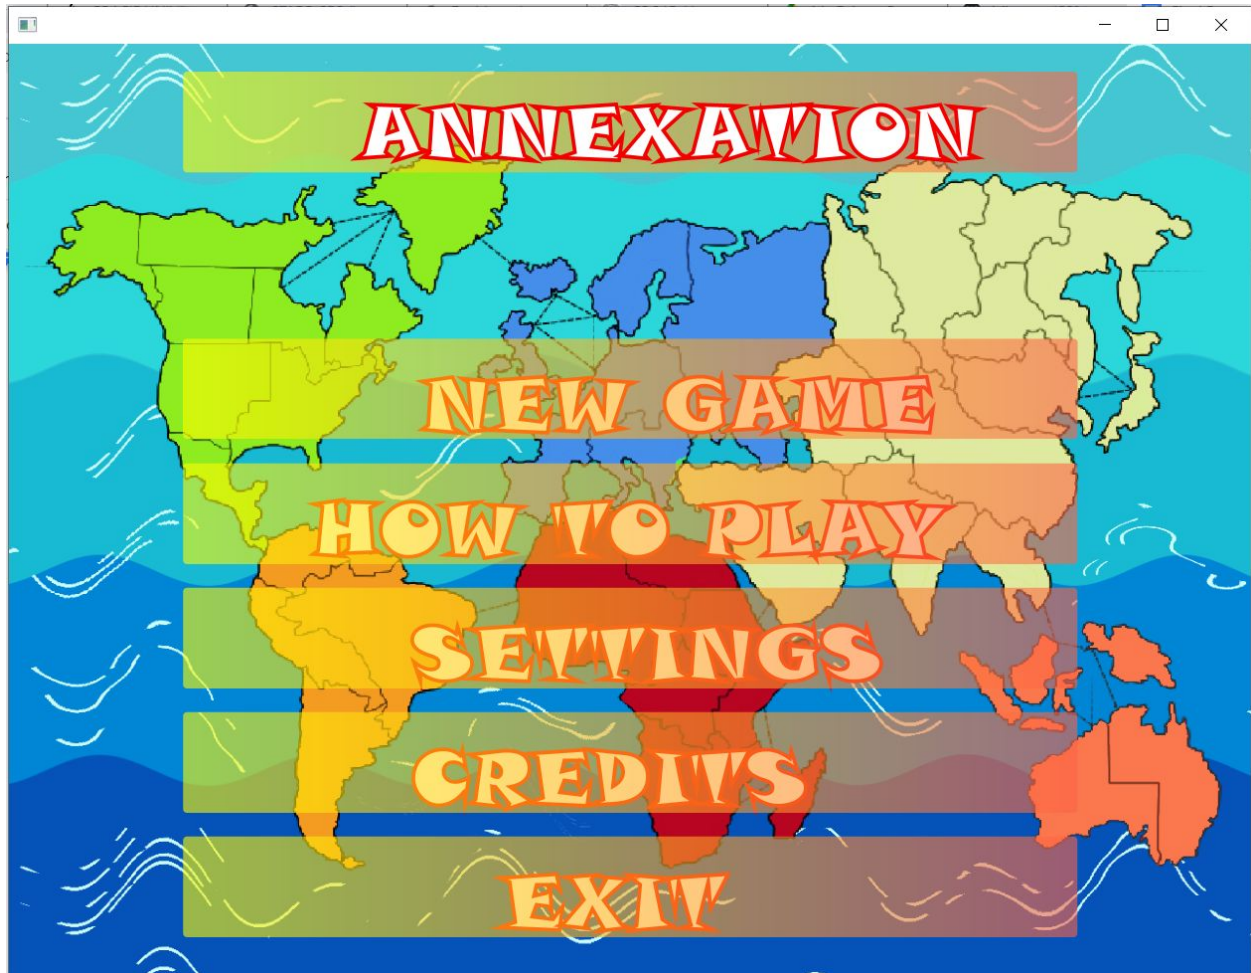 ANNEXATION
NEW GAME
HOW TO PLAY
SETTINGS
CREDITS
EXIT